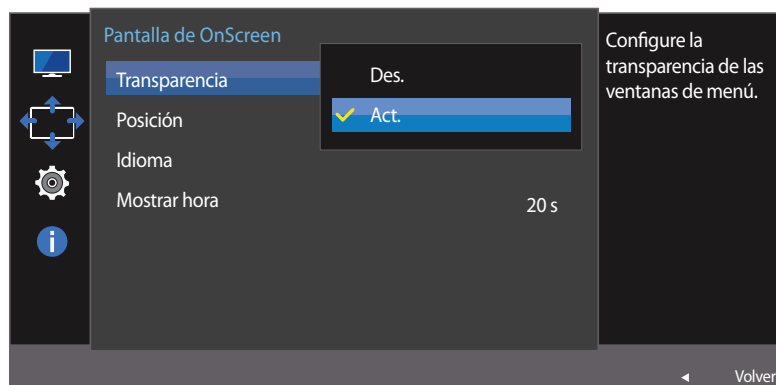 Pantalla de OnScreen
Transparencia
Des.
Act.
Posición
Idioma
Mostrar hora
20 s
Configure la
transparencia de las
ventanas de menú.
Volver